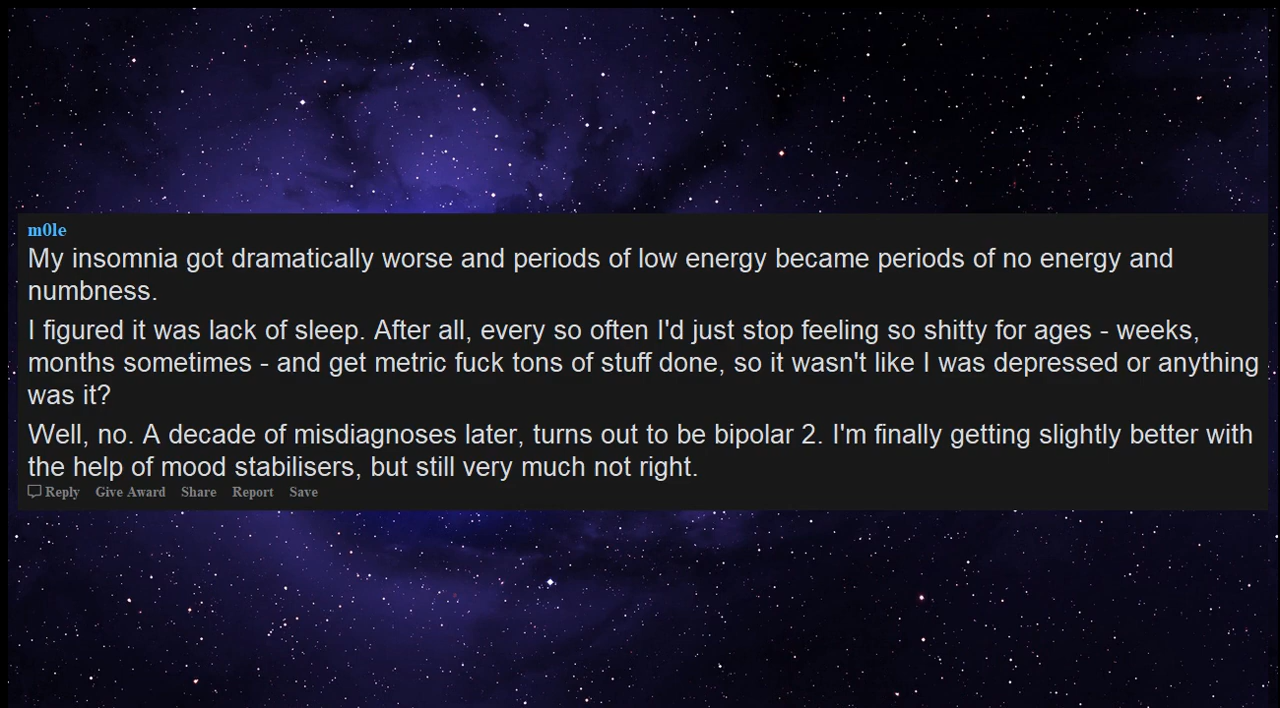 m0le
My insomnia got dramatically worse and periods of low energy became periods of no energy and
numbness.
I figured it was lack of sleep. After all, every so often I'd just stop feeling so shitty for ages - weeks,
months sometimes - and get metric fuck tons of stuff done, so it wasn't like I was depressed or anything
was it?
Well, no. A decade of misdiagnoses later, turns out to be bipolar 2. I'm finally getting slightly better with
the help of mood stabilisers, but still very much not right.
Reply Give Award Share Report Save